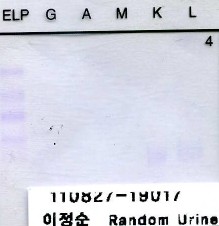 ELP G A M K L
4
110827-19017
이정순 Random Urine